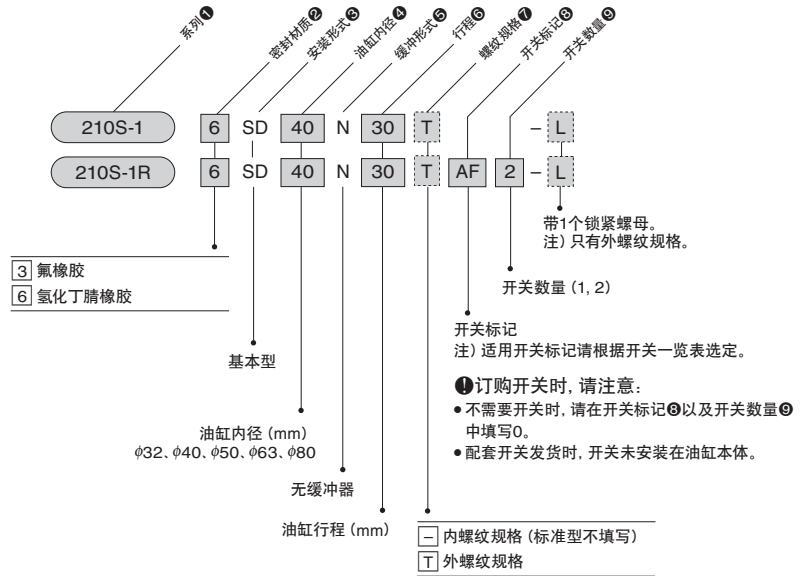 系列❶
密封材质❷
安装形式❸
油缸内径❹
缓冲形式❺
行程❻
螺纹规格❼
开关标记❽
开关数量❾
210S-1 6 SD 40 N 30 T - L
210S-1R 6 SD 40 N 30 T AF 2 - L
带1个锁紧螺母。
注) 只有外螺纹规格。
3 氟橡胶
6 氢化丁腈橡胶
开关数量 (1, 2)
开关标记
注) 适用开关标记请根据开关一览表选定。
基本型
!订购开关时, 请注意:
● 不需要开关时, 请在开关标记❽以及开关数量❾
中填写0。
● 配套开关发货时, 开关未安装在油缸本体。
油缸内径 (mm)
φ32、φ40、φ50、φ63、φ80
无缓冲器
油缸行程 (mm)
- 内螺纹规格 (标准型不填写)
T 外螺纹规格